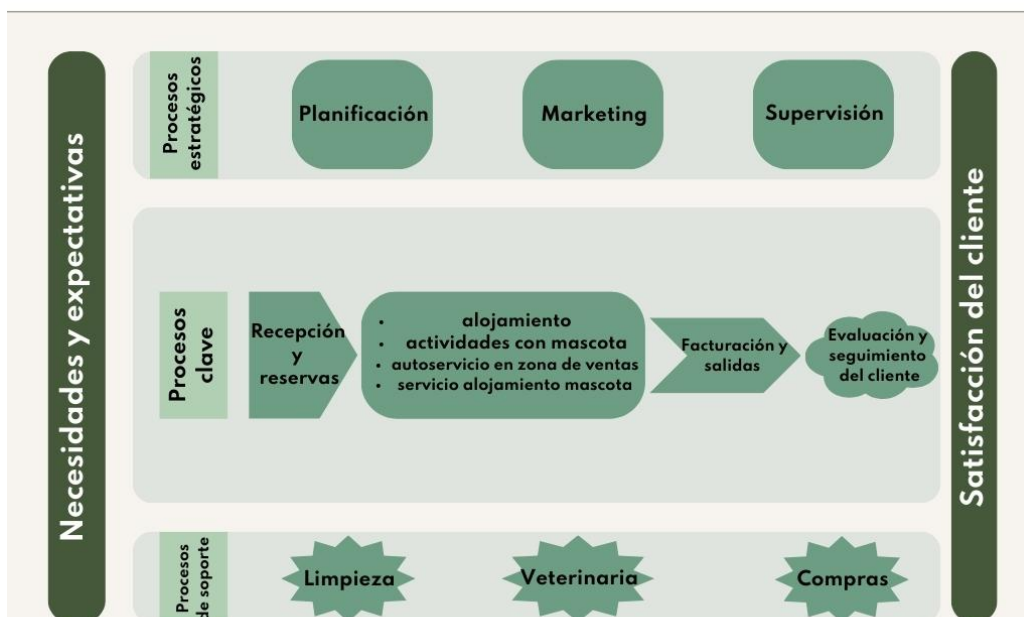 Necesidades y expectativas
Procesos
estratégicos
Planificación
Marketing
Supervisión
Procesos
clave
Recepción
y
reservas
• alojamiento
• actividades con mascota
• autoservicio en zona de ventas
• servicio alojamiento mascota
Facturación y
salidas
Evaluación y
seguimiento
del cliente
Procesos
de soporte
Limpieza
Veterinaria
Compras
Satisfacción del cliente